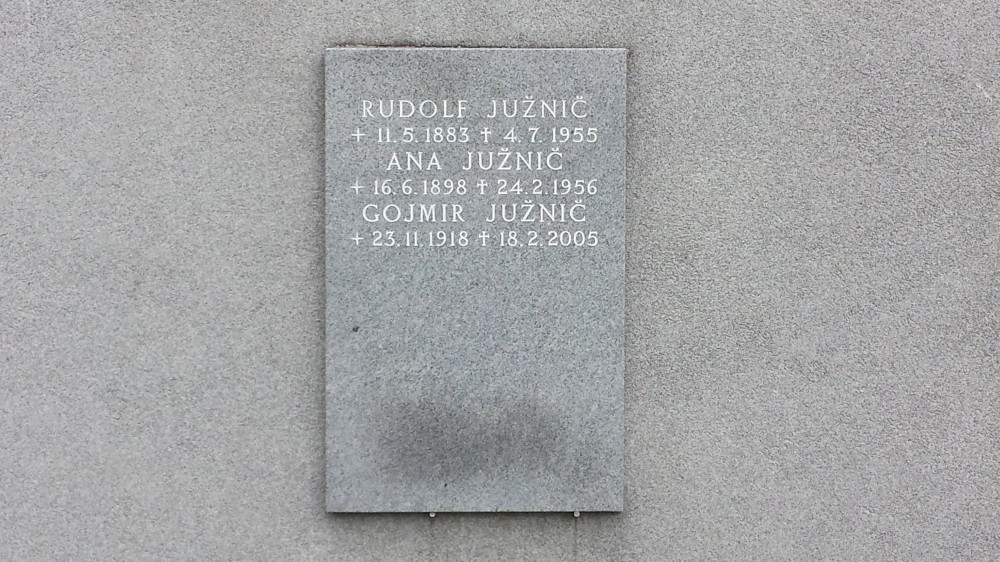 RUDOLF JUŽNIČ
+ 11.5.1883 ✝ 4.7.1955
ANA JUŽNIČ
+ 16.6.1898 ✝ 24.2.1956
GOJMIR JUŽNIČ
+ 23.11.1918 ✝ 18.2.2005